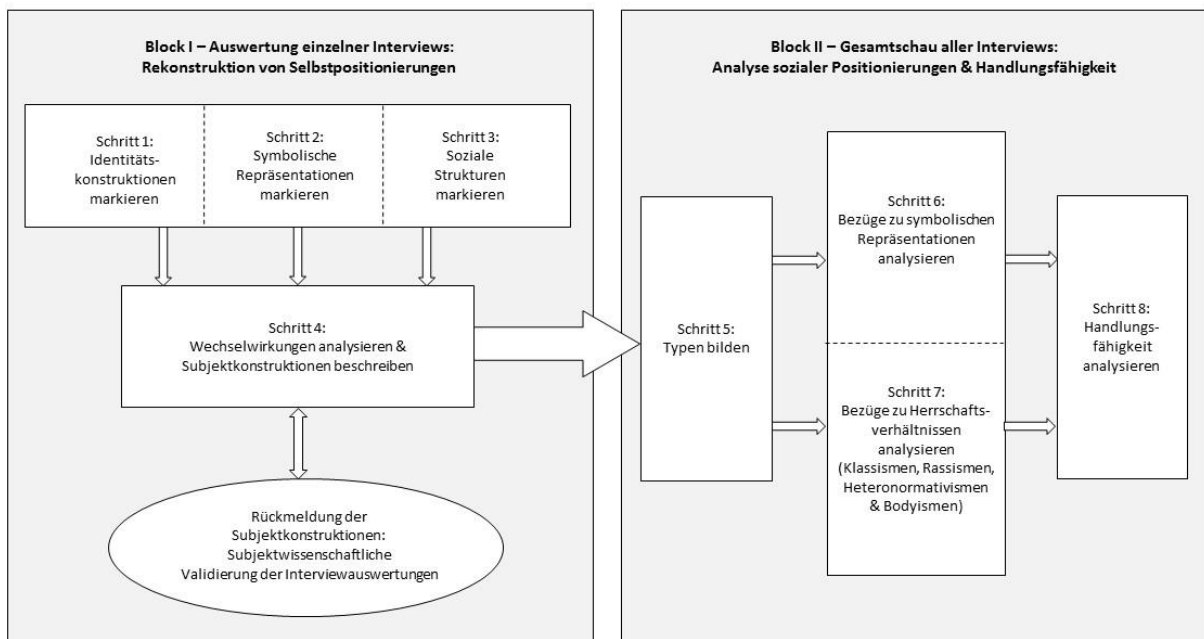 Block I – Auswertung einzelner Interviews:
Rekonstruktion von Selbstpositionierungen
Schritt 1:
Identitäts-
konstruktionen
markieren
Schritt 2:
Symbolische
Repräsentationen
markieren
Schritt 3:
Soziale
Strukturen
markieren
Schritt 4:
Wechselwirkungen analysieren &
Subjektkonstruktionen beschreiben
Rückmeldung der
Subjektkonstruktionen:
Subjektwissenschaftliche
Validierung der Interviewauswertungen
Block II – Gesamtschau aller Interviews:
Analyse sozialer Positionierungen & Handlungsfähigkeit
Schritt 5:
Typen bilden
Schritt 6:
Bezüge zu symbolischen
Repräsentationen
analysieren
Schritt 7:
Bezüge zu Herrschafts-
verhältnissen
analysieren
(Klassismen, Rassismen,
Heteronormativismen
& Bodyismen)
Schritt 8:
Handlungs-
fähigkeit
analysieren